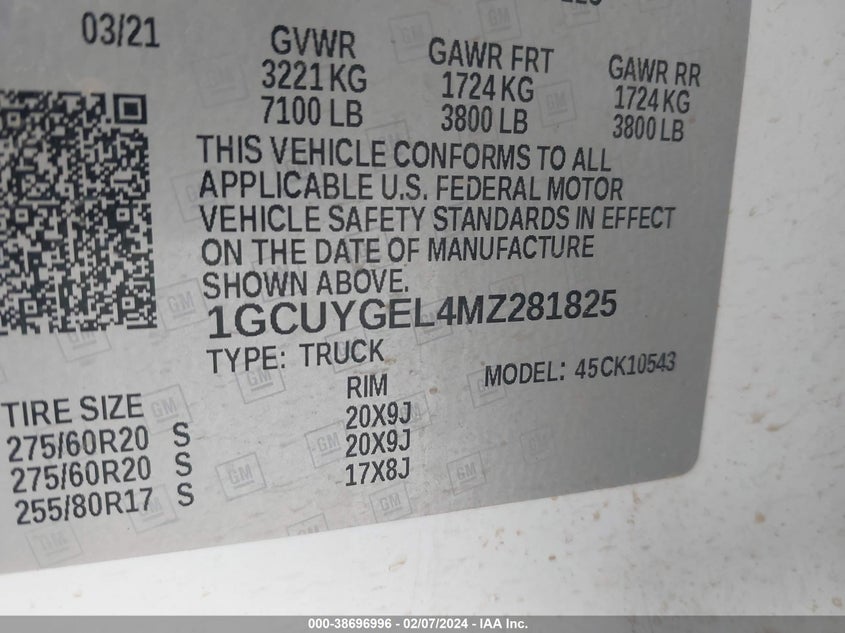 03/21
GVWR
3221 KG
7100 LB
GAWR FRT
1724 KG
3800 LB
GAWR RR
1724 KG
3800 LB
THIS VEHICLE CONFORMS TO ALL
APPLICABLE U.S. FEDERAL MOTOR
VEHICLE SAFETY STANDARDS IN EFFECT
ON THE DATE OF MANUFACTURE
SHOWN ABOVE.
1GCUYGEL4MZ281825
TYPE: TRUCK
MODEL: 45CK10543
TIRE SIZE
RIM
275/60R20 S 20X9J
275/60R20 S 20X9J
255/80R17 S 17X8J
000-38696996 - 02/07/2024 - IAA Inc.